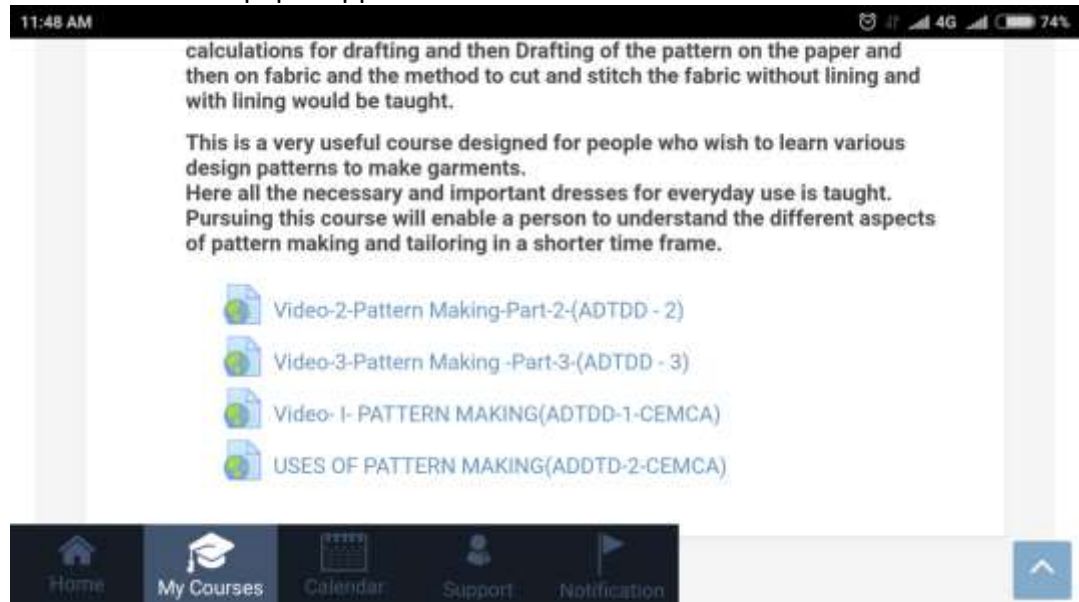 11:48 AM
4G
74%
calculations for drafting and then Drafting of the pattern on the paper and
then on fabric and the method to cut and stitch the fabric without lining and
with lining would be taught.
This is a very useful course designed for people who wish to learn various
design patterns to make garments.
Here all the necessary and important dresses for everyday use is taught.
Pursuing this course will enable a person to understand the different aspects
of pattern making and tailoring in a shorter time frame.
Video-2-Pattern Making-Part-2-(ADTDD - 2)
Video-3-Pattern Making -Part-3-(ADTDD - 3)
Video- I- PATTERN MAKING(ADTDD-1-CEMCA)
USES OF PATTERN MAKING(ADDTD-2-CEMCA)
Home
My Courses
Calendar
Support
Notification